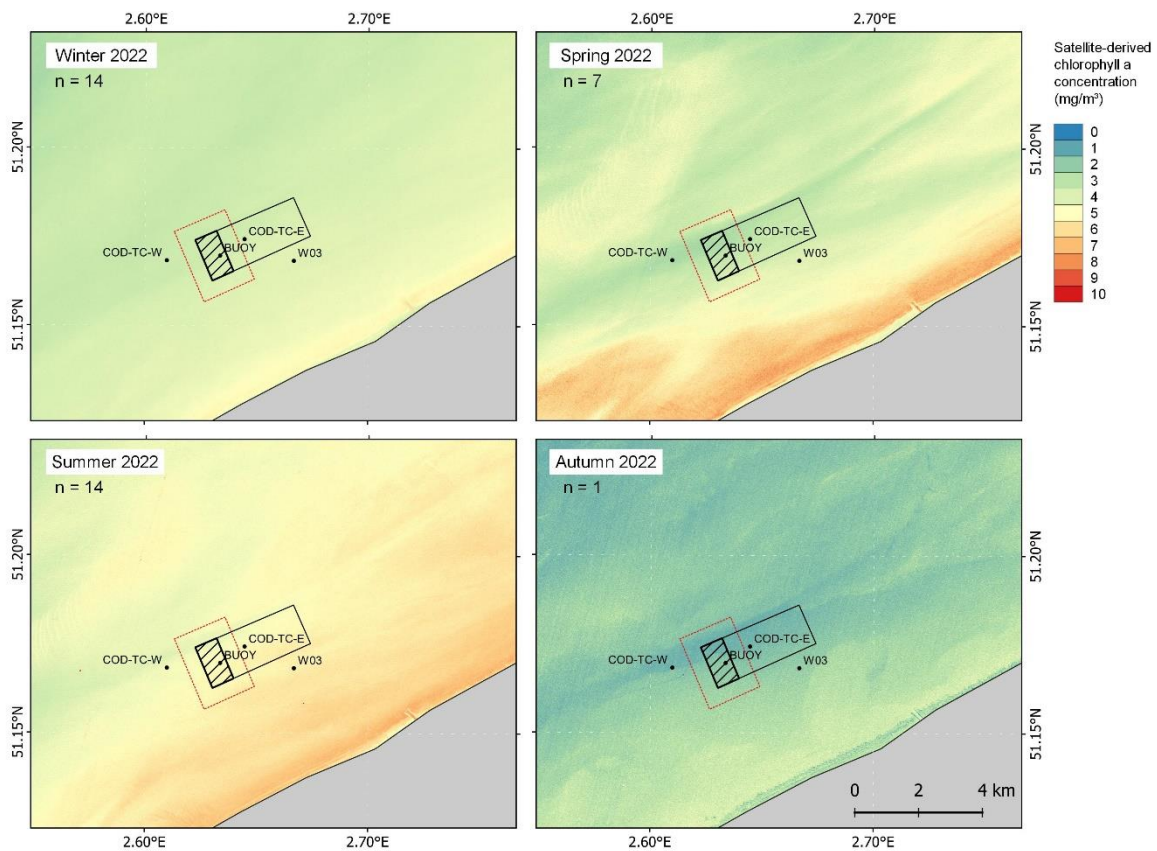 2.60°E 2.70°E 2.60°E 2.70°E
Winter 2022
n = 14
51.20°N
51.15°N
COD-TC-W
COD-TC-E
BUOY
W03
Spring 2022
n = 7
COD-TC-W
COD-TC-E
BUOY
W03
51.20°N
51.15°N
Satellite-derived
chlorophyll a
concentration
(mg/m³)
0
1
2
3
4
5
6
7
8
9
10
Summer 2022
n = 14
51.20°N
51.15°N
COD-TC-W
COD-TC-E
BUOY
W03
Autumn 2022
n = 1
COD-TC-W
COD-TC-E
BUOY
W03
51.20°N
51.15°N
0 2 4 km
2.60°E 2.70°E 2.60°E 2.70°E